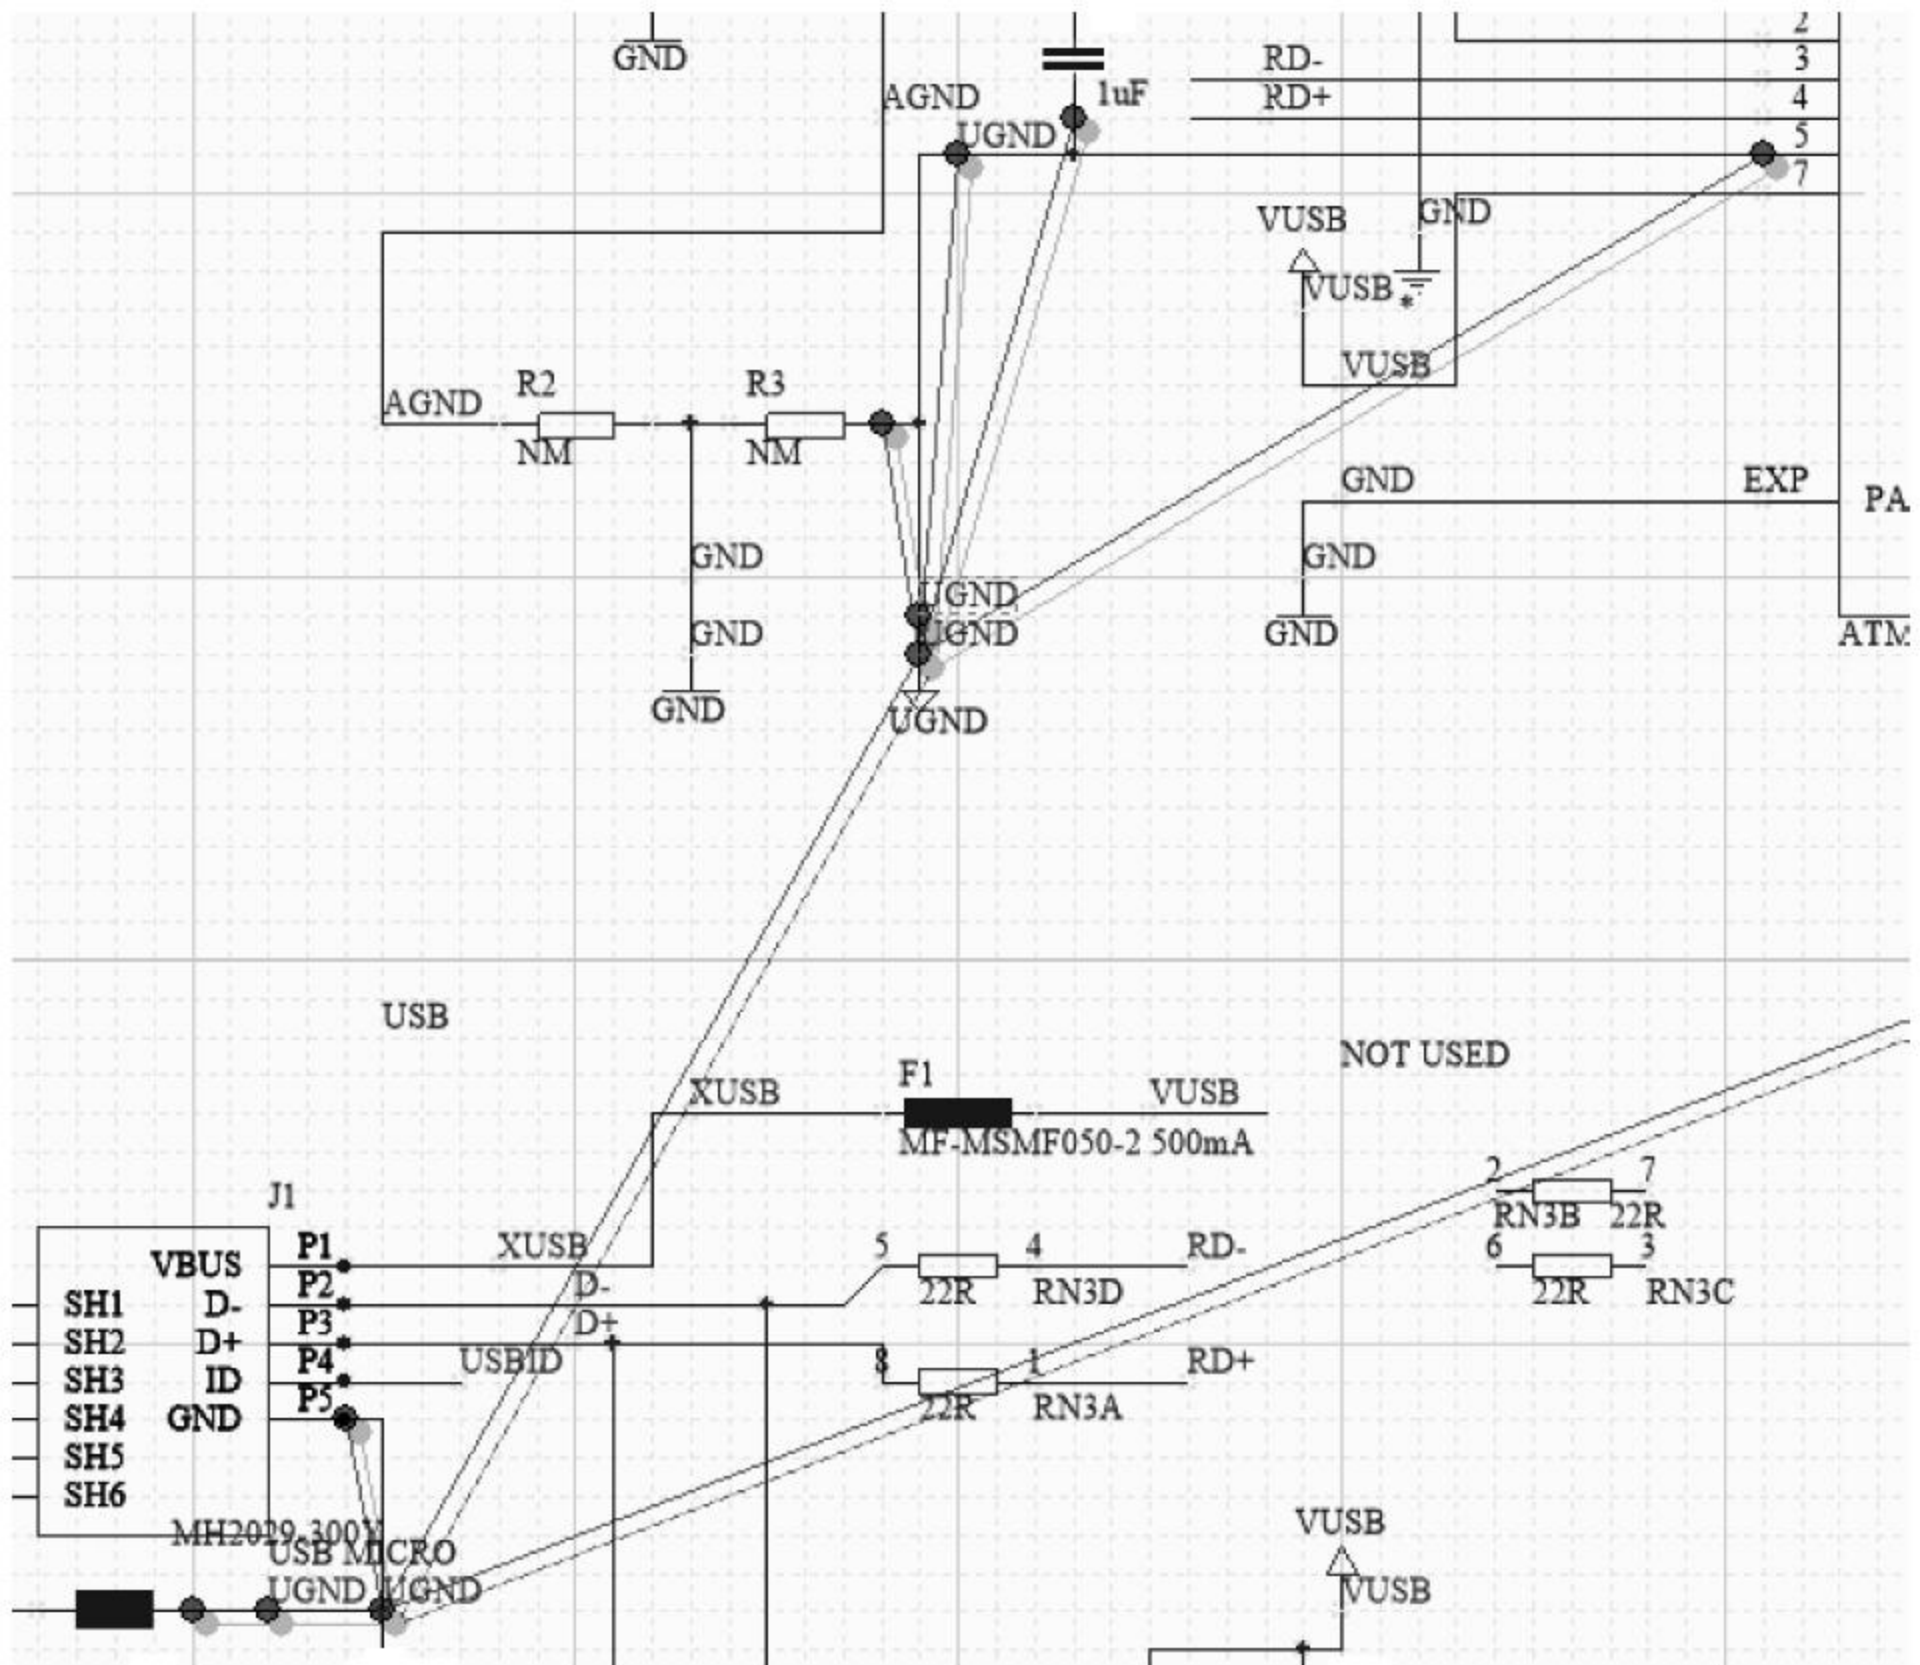 2
GND
RD-
3
AGND
1uF
RD+
4
UGND
5
7
VUSB
GND
VUSB
*
VUSB
R2
R3
AGND
NM
NM
GND
EXP
PA
GND
GND
UGND
GND
UGND
GND
ATM
GND
UGND
USB
NOT USED
F1
XUSB
VUSB
MF-MSMF050-2 500mA
2
7
J1
RN3B
22R
P1
XUSB
5
4
RD-
6
3
VBUS
P2
D-
22R
RN3D
22R
RN3C
SH1
D-
P3
D+
SH2
D+
P4
USBID
8
1
RD+
SH3
ID
P5
22R
RN3A
SH4
GND
SH5
SH6
MH2029-300Y
VUSB
USB MICRO
UGND
UGND
VUSB